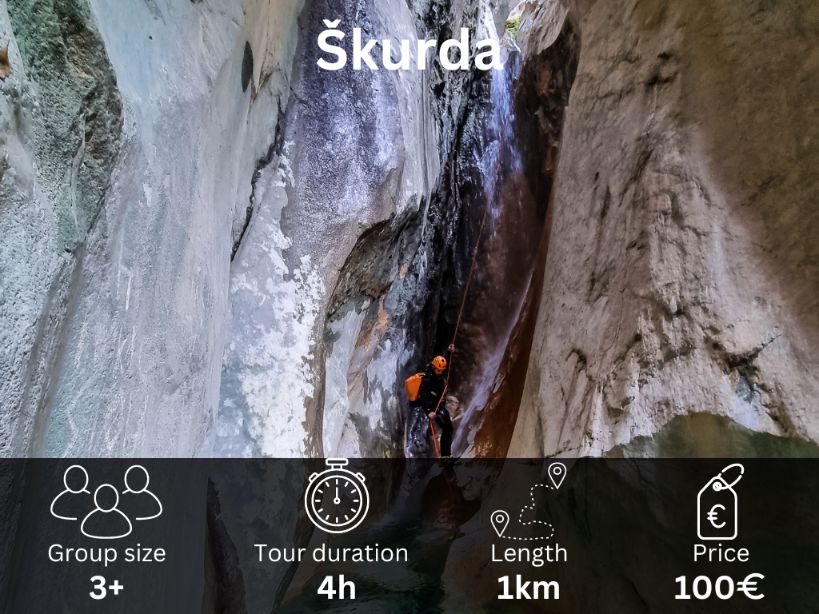 Škurda
Group size
3+
Tour duration
4h
Length
1km
€
Price
100€